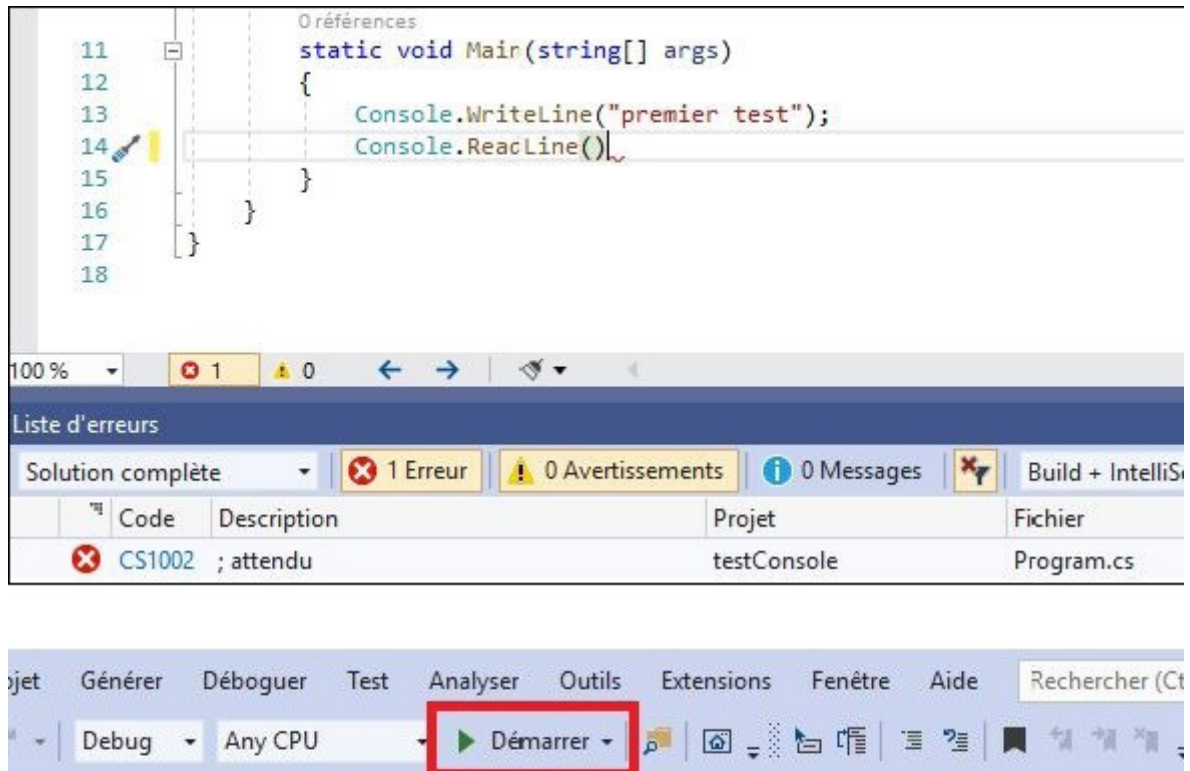 0 références
11 static void Mair(string[] args)
12 {
13 Console.WriteLine("premier test");
14 Console.ReacLine()
15 }
16 }
17 }
18
100 % 1 0
Liste d'erreurs
Solution complète 1 Erreur 0 Avertissements 0 Messages Build + IntelliSe
Code Description Projet Fichier
CS1002 ; attendu testConsole Program.cs
ojet Générer Déboguer Test Analyser Outils Extensions Fenêtre Aide Rechercher (Ct
Debug Any CPU Démarrer